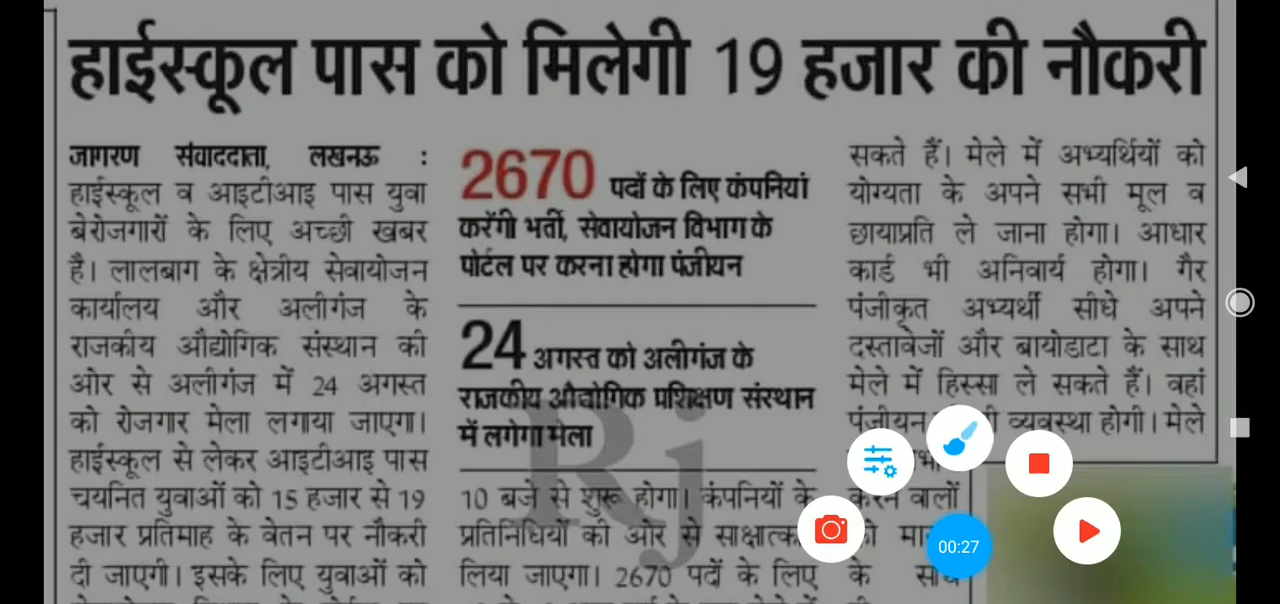 हाईस्कूल पास को मिलेगी 19 हजार की नौकरी
जागरण संवाददाता, लखनऊ :
हाईस्कूल व आइटीआइ पास युवा
बेरोजगारों के लिए अच्छी खबर
है। लालबाग के क्षेत्रीय सेवायोजन
कार्यालय और अलीगंज के
राजकीय औद्योगिक संस्थान की
ओर से अलीगंज में 24 अगस्त
को रोजगार मेला लगाया जाएगा।
हाईस्कूल से लेकर आइटीआइ पास
चयनित युवाओं को 15 हजार से 19
हजार प्रतिमाह के वेतन पर नौकरी
दी जाएगी। इसके लिए युवाओं को
2670 पदों के लिए कंपनियां
करेंगी भर्ती, सेवायोजन विभाग के
पोर्टल पर करना होगा पंजीयन
24 अगस्त को अलीगंज के
राजकीय औद्योगिक प्रशिक्षण संस्थान
में लगेगा मेला
10 बजे से शुरू होगा। कंपनियों के
प्रतिनिधियों की ओर से
लिया जाएगा। 2670 पदों के लिए
सकते हैं। मेले में अभ्यर्थियों को
योग्यता के अपने सभी मूल व
छायाप्रति ले जाना होगा। आधार
कार्ड भी अनिवार्य होगा। गैर
पंजीकृत अभ्यर्थी सीधे अपने
दस्तावेजों और बायोडाटा के साथ
मेले में हिस्सा ले सकते हैं। वहां
पंजीयन व्यवस्था होगी। मेले
करने वालों
के साथ
Rj
00:27